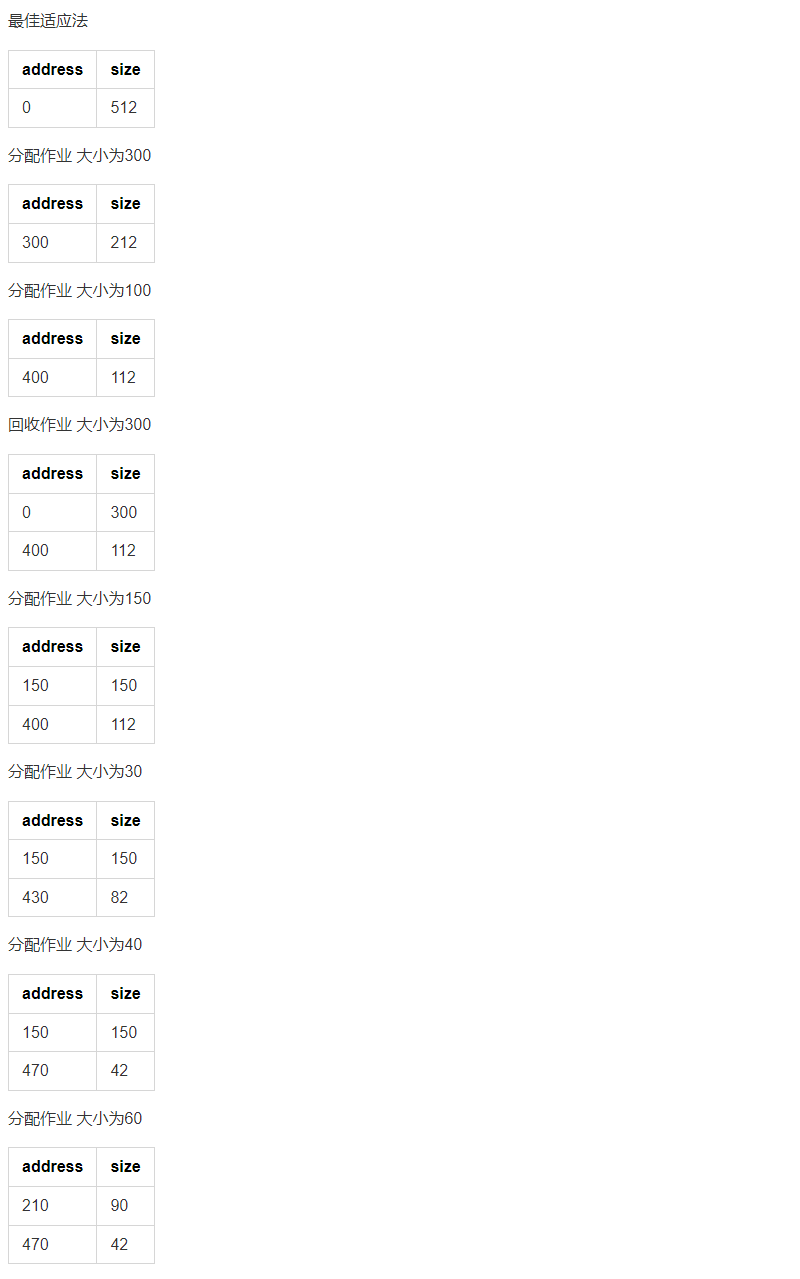 最佳适应法
address size
0 512
分配作业 大小为300
address size
300 212
分配作业 大小为100
address size
400 112
回收作业 大小为300
address size
0 300
400 112
分配作业 大小为150
address size
150 150
400 112
分配作业 大小为30
address size
150 150
430 82
分配作业 大小为40
address size
150 150
470 42
分配作业 大小为60
address size
210 90
470 42